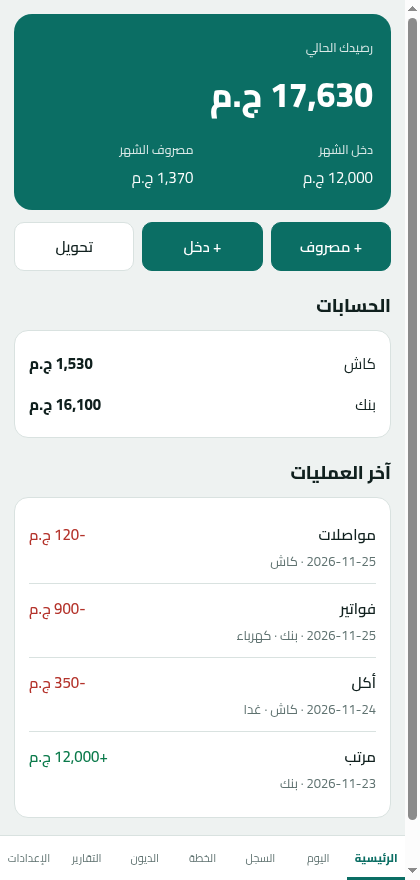 رصيدك الحالي
17,630 ج.م
دخل الشهر مصروف الشهر
12,000 ج.م 1,370 ج.م
+ مصروف + دخل تحويل
الحسابات
كاش 1,530 ج.م
بنك 16,100 ج.م
آخر العمليات
مواصلات -120 ج.م
2026-11-25 · كاش
فواتير -900 ج.م
2026-11-25 · بنك · كهرباء
أكل -350 ج.م
2026-11-24 · كاش · غدا
مرتب +12,000 ج.م
2026-11-23 · بنك
الرئيسية اليوم السجل الديون الخطة التقارير الإعدادات